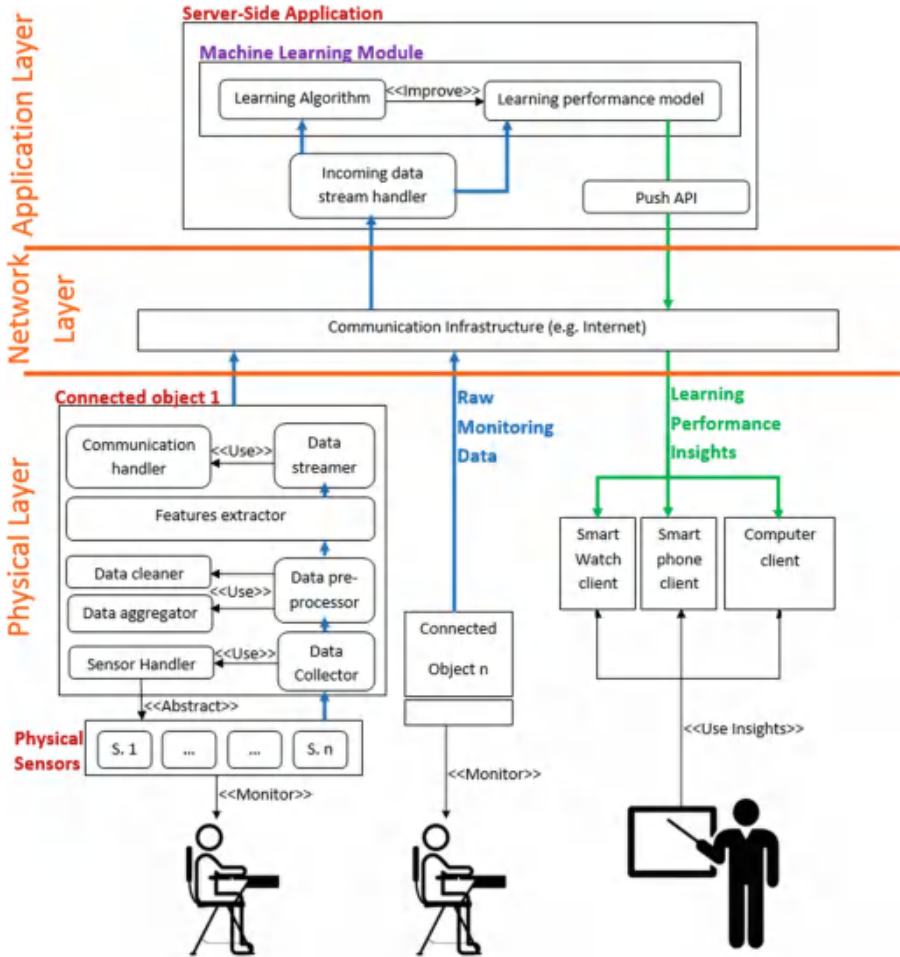 Server-Side Application
Machine Learning Module
Learning Algorithm
<<Improve>>
Learning performance model
Incoming data
stream handler
Push API
Application Layer
Network
Layer
Communication Infrastructure (e.g. Internet)
Physical Layer
Connected object 1
Communication
handler
<<Use>>
Data
streamer
Features extractor
Data cleaner
Data aggregator
<<Use>>
Data pre-
processor
Sensor Handler
<<Use>>
Data
Collector
<<Abstract>>
Physical
Sensors
S. 1
...
...
S. n
<<Monitor>>
Raw
Monitoring
Data
Connected
Object n
<<Monitor>>
Learning
Performance
Insights
Smart
Watch
client
Smart
phone
client
Computer
client
<<Use Insights>>